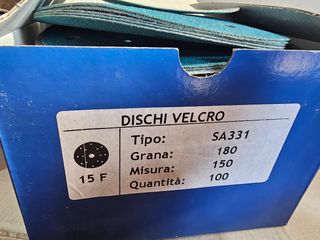 DISCHI VELCRO
Tipo: SA331
Grana: 180
Misura: 150
Quantità: 100
15 F